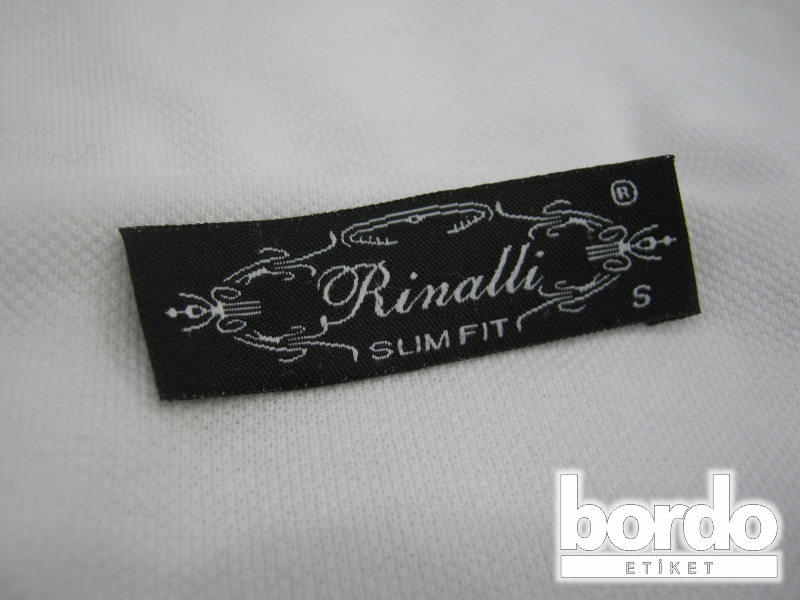 ®
Rinalli
SLIM FIT
S
bordo
ETİKET